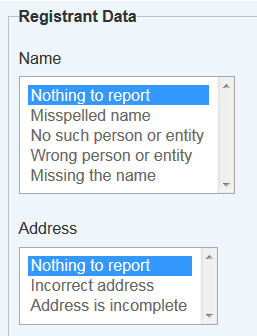 Registrant Data
Name
Nothing to report
Misspelled name
No such person or entity
Wrong person or entity
Missing the name
Address
Nothing to report
Incorrect address
Address is incomplete